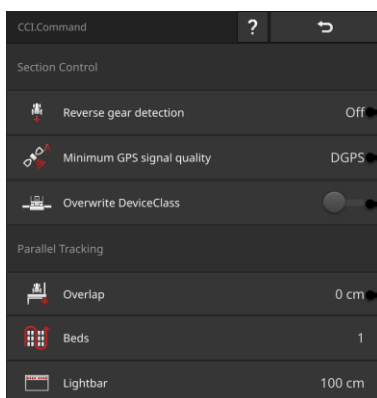 CCI.Command ?
Section Control
Reverse gear detection Off
Minimum GPS signal quality DGPS
Overwrite DeviceClass
Parallel Tracking
Overlap 0 cm
Beds 1
Lightbar 100 cm